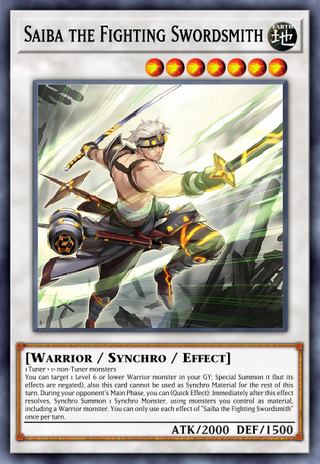 SAIBA THE FIGHTING SWORDSMITH
EARTH
地
[WARRIOR / SYNCHRO / EFFECT]
1 Tuner + 1+ non-Tuner monsters
You can target 1 Level 6 or lower Warrior monster in your GY; Special Summon it (but its
effects are negated), also this card cannot be used as Synchro Material for the rest of
this turn. During your opponent's Main Phase, you can (Quick Effect): Immediately after this effect
resolves, Synchro Summon 1 Synchro Monster, using monsters you control as material,
including a Warrior monster. You can only use each effect of "Saiba the Fighting Swordsmith"
once per turn.
ATK/2000 DEF/1500